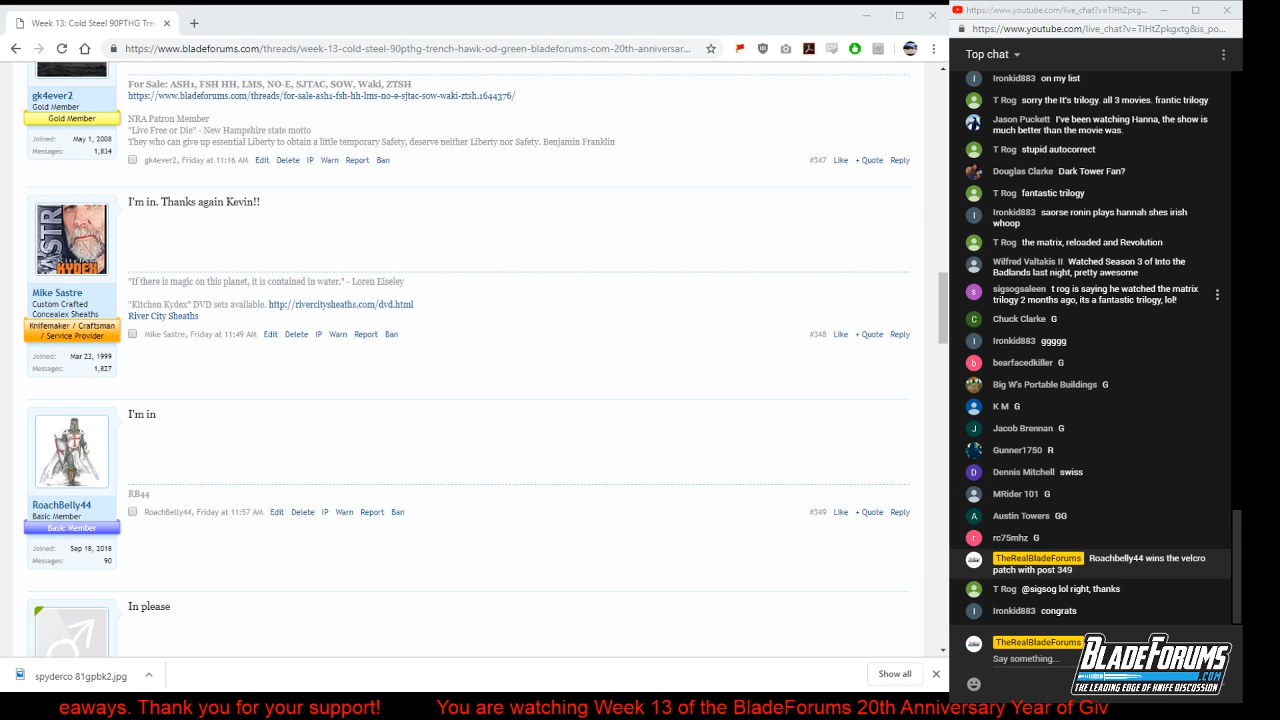 Week 13: Cold Steel 90PTHG Tre
https://www.bladeforums.com/threads/week-13-cold-steel-90pthg-trench-hawk-od-green-bladeforums-com-20th-anniversar...
gk4ever2
Gold Member
Gold Member
Joined: May 1, 2008
Messages: 1,834
For Sale: ASH1, FSH HH, LMS, NO-E, SJTAC, SOW, Waki, ZTSH
https://www.bladeforums.com/threads/for-sale-ash1-fsh-hh-lms-no-e-sjtac-sow-waki-ztsh.1644376/
NRA Patron Member
"Live Free or Die" - New Hampshire state motto
They who can give up essential Liberty to obtain a little temporary Safety, deserve neither Liberty nor Safety. Benjamin Franklin
gk4ever2, Friday at 11:16 AM Edit Delete IP Warn Report Ban #347 Like + Quote Reply
I'm in. Thanks again Kevin!!
Mike Sastre
Custom Crafted
Concealex Sheaths
Knifemaker / Craftsman
/ Service Provider
Joined: Mar 23, 1999
Messages: 1,827
"If there is magic on this planet, it is contained in water." - Loren Eiseley
"Kitchen Kydex" DVD sets available. http://rivercitysheaths.com/dvd.html
River City Sheaths
Mike Sastre, Friday at 11:49 AM Edit Delete IP Warn Report Ban #348 Like + Quote Reply
I'm in
RoachBelly44
Basic Member
Basic Member
Joined: Sep 18, 2018
Messages: 90
RB44
RoachBelly44, Friday at 11:57 AM Edit Delete IP Warn Report Ban #349 Like + Quote Reply
In please
spyderco 81gpbk2.jpg
Show all
https://www.youtube.com/live_chat?v=TlHtZpkg...
https://www.youtube.com/live_chat?v=TlHtZpkgxtg&is_po...
Top chat
Ironkid883 on my list
T Rog sorry the It's trilogy. all 3 movies. frantic trilogy
Jason Puckett I've been watching Hanna, the show is
much better than the movie was.
T Rog stupid autocorrect
Douglas Clarke Dark Tower Fan?
T Rog fantastic trilogy
Ironkid883 saorse ronin plays hannah shes irish
whoop
T Rog the matrix, reloaded and Revolution
Wilfred Valtakis II Watched Season 3 of Into the
Badlands last night, pretty awesome
sigsogsaleen t rog is saying he watched the matrix
trilogy 2 months ago, its a fantastic trilogy, lol!
Chuck Clarke G
Ironkid883 ggggg
bearfacedkiller G
Big W's Portable Buildings G
K M G
Jacob Brennan G
Gunner1750 R
Dennis Mitchell swiss
MRider 101 G
Austin Towers GG
rc75mhz G
TheRealBladeForums Roachbelly44 wins the velcro
patch with post 349
T Rog @sigsog lol right, thanks
Ironkid883 congrats
TheRealBladeForums
Say something...
BLADEFORUMS
.COM
THE LEADING EDGE OF KNIFE DISCUSSION
eaways. Thank you for your support! You are watching Week 13 of the BladeForums 20th Anniversary Year of Giv